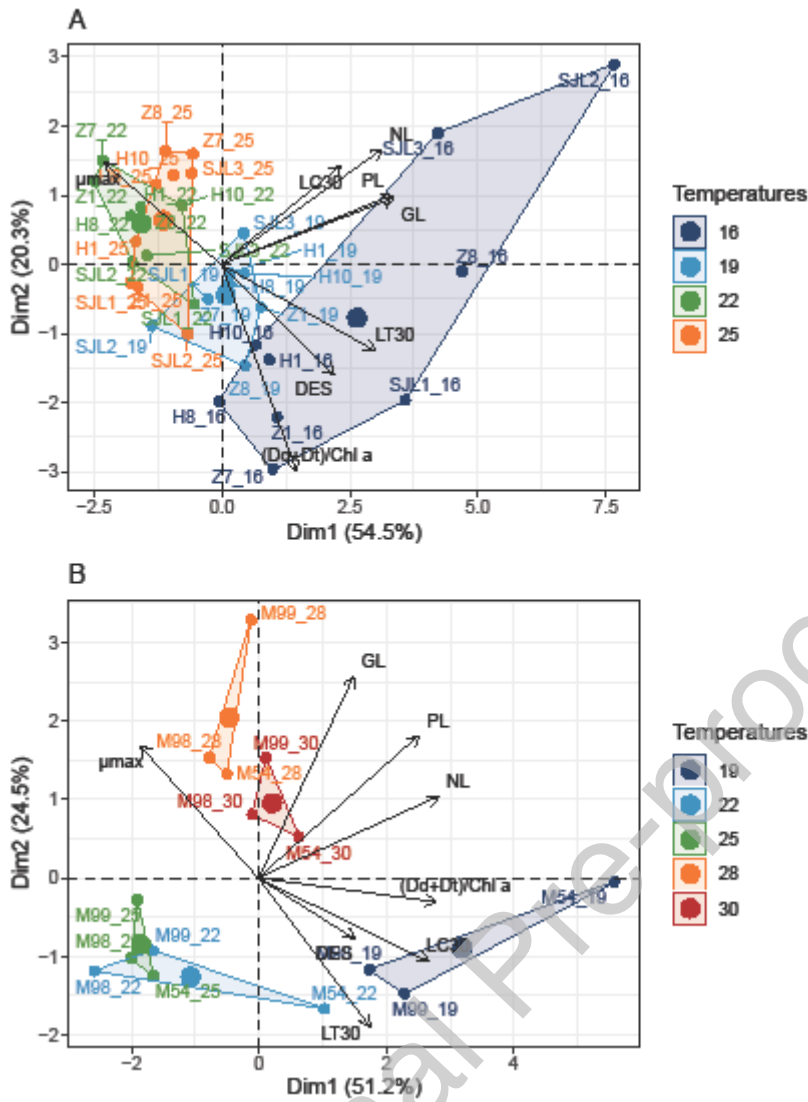 A
3
2
1
0
−1
−2
−3
Dim2 (20.3%)
−2.5
0.0
2.5
5.0
7.5
Dim1 (54.5%)
SJL2_16
SJL3_16
Z8_16
SJL1_16
H1_16
H10_16
H8_16
Z1_16
Z7_16
NL
LC30
PL
GL
LT30
DES
(Dd+Dt)/Chl a
µmax
Z8_25
Z7_25
SJL3_25
H1_25
SJL1_25
SJL2_25
Z7_22
Z1_22
H8_22
H1_22
H10_22
SJL2_22
SJL1_22
SJL3_19
H1_19
H10_19
H8_19
Z1_19
Z7_19
Z8_19
SJL1_19
SJL2_19
Temperatures
16
19
22
25
B
3
2
1
0
−1
−2
Dim2 (24.5%)
−2
0
2
4
Dim1 (51.2%)
M99_28
M98_28
M54_28
M99_30
M98_30
M54_30
GL
PL
NL
µmax
(Dd+Dt)/Chl a
M54_19
M99_19
M99_25
M99_22
M98_22
M54_25
M54_22
LT30
Temperatures
19
22
25
28
30